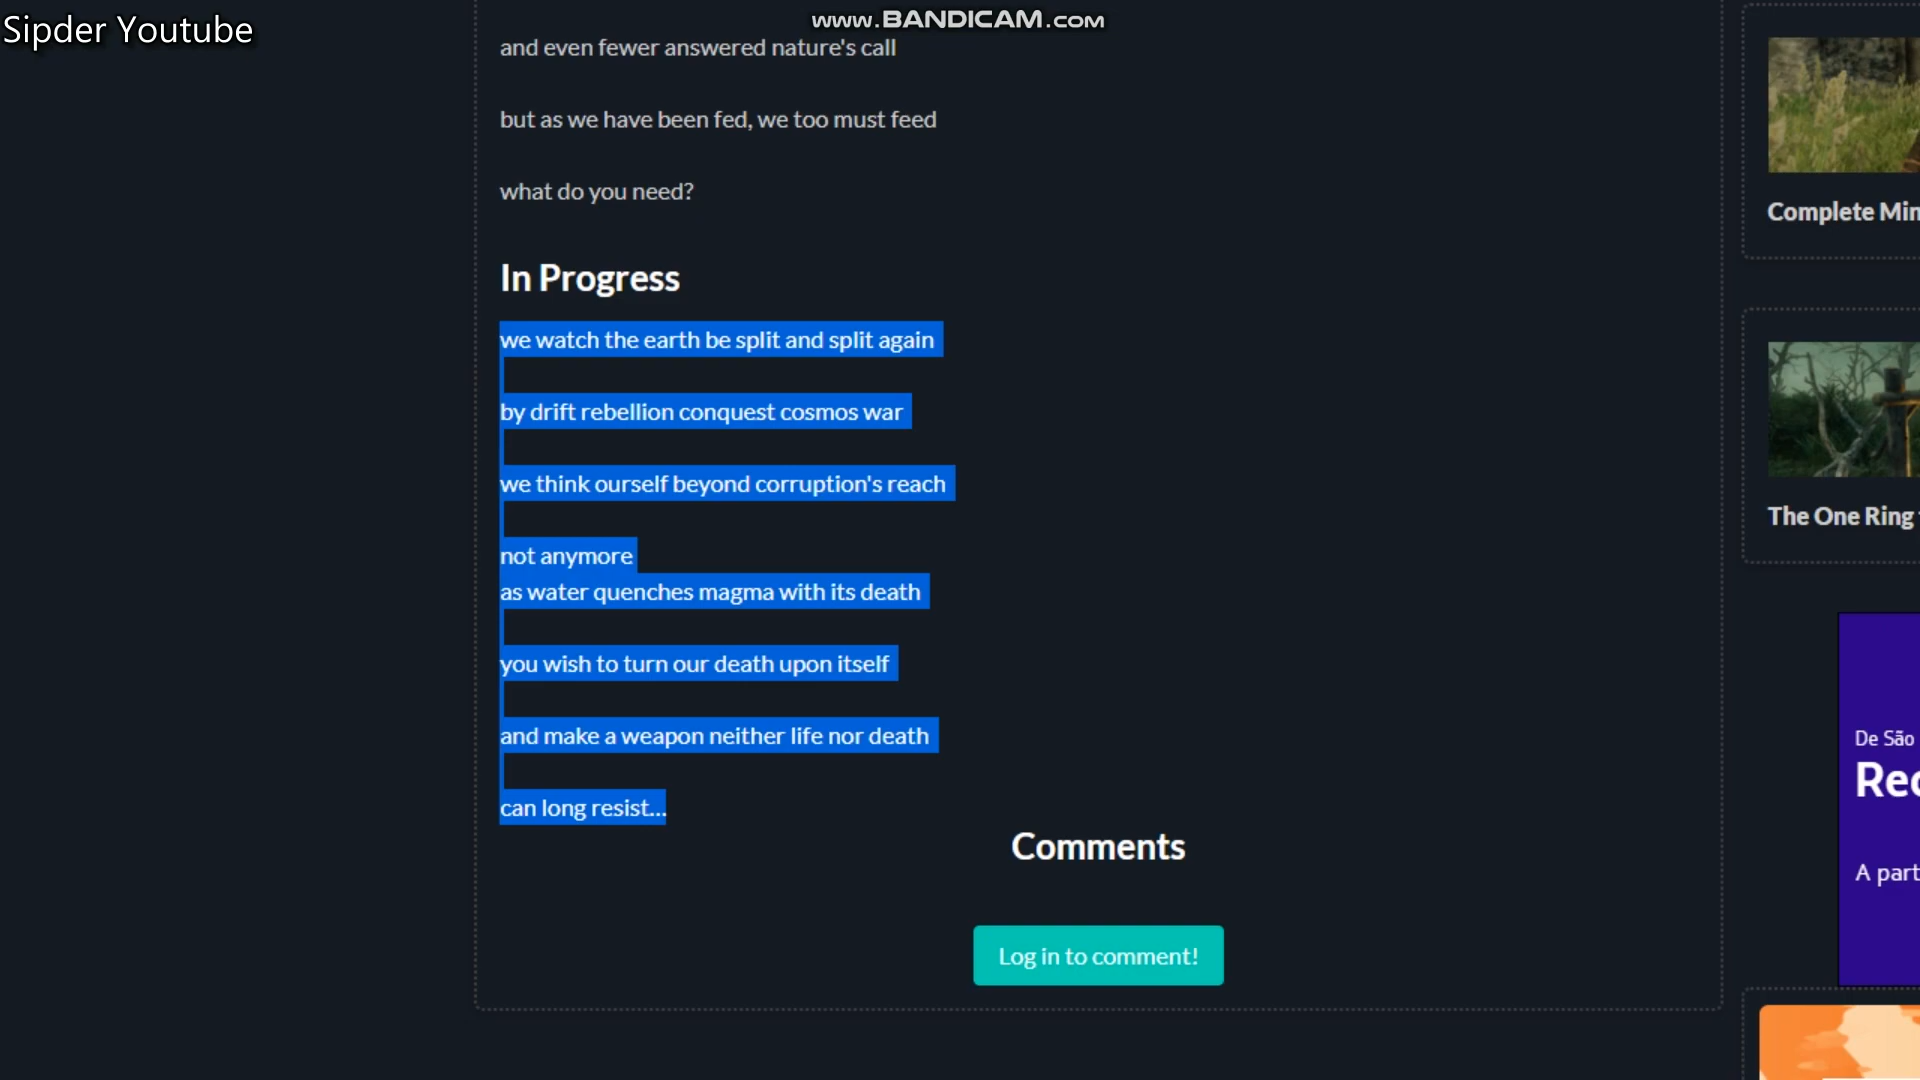 Sipder Youtube
www.BANDICAM.com
and even fewer answered nature's call
but as we have been fed, we too must feed
what do you need?
In Progress
we watch the earth be split and split again
by drift rebellion conquest cosmos war
we think ourself beyond corruption's reach
not anymore
as water quenches magma with its death
you wish to turn our death upon itself
and make a weapon neither life nor death
can long resist...
Comments
Log in to comment!
Complete Min
The One Ring
De São
Rec
A part